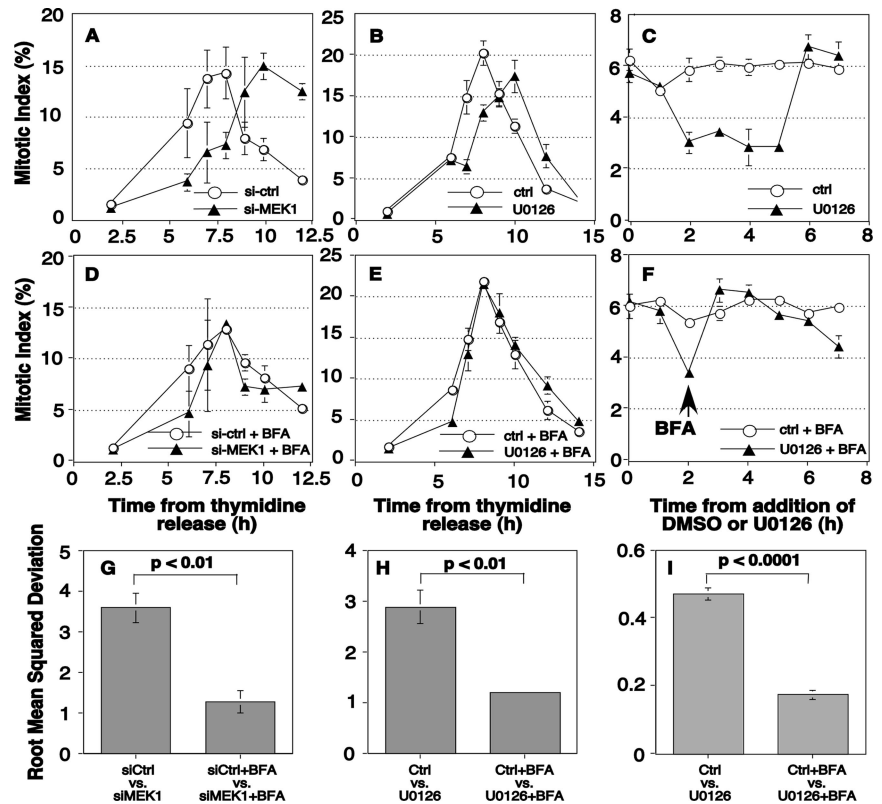 A
Mitotic Index (%)
20
15
10
5
0
si-ctrl
si-MEK1
2.5
5
7.5
10
12.5
B
25
20
15
10
5
0
ctrl
U0126
0
5
10
15
C
8
6
4
2
0
ctrl
U0126
0
2
4
6
8
D
Mitotic Index (%)
20
15
10
5
0
si-ctrl + BFA
si-MEK1 + BFA
0
2.5
5
7.5
10
12.5
Time from thymidine
release (h)
E
25
20
15
10
5
0
ctrl + BFA
U0126 + BFA
0
5
10
15
Time from thymidine
release (h)
F
8
6
4
2
0
BFA
ctrl + BFA
U0126 + BFA
0
2
4
6
8
Time from addition of
DMSO or U0126 (h)
G
Root Mean Squared Deviation
5
4
3
2
1
0
p < 0.01
siCtrl
vs.
siMEK1
siCtrl+BFA
vs.
siMEK1+BFA
H
4
3
2
1
0
p < 0.01
Ctrl
vs.
U0126
Ctrl+BFA
vs.
U0126+BFA
I
0.6
0.4
0.2
0
p < 0.0001
Ctrl
vs.
U0126
Ctrl+BFA
vs.
U0126+BFA